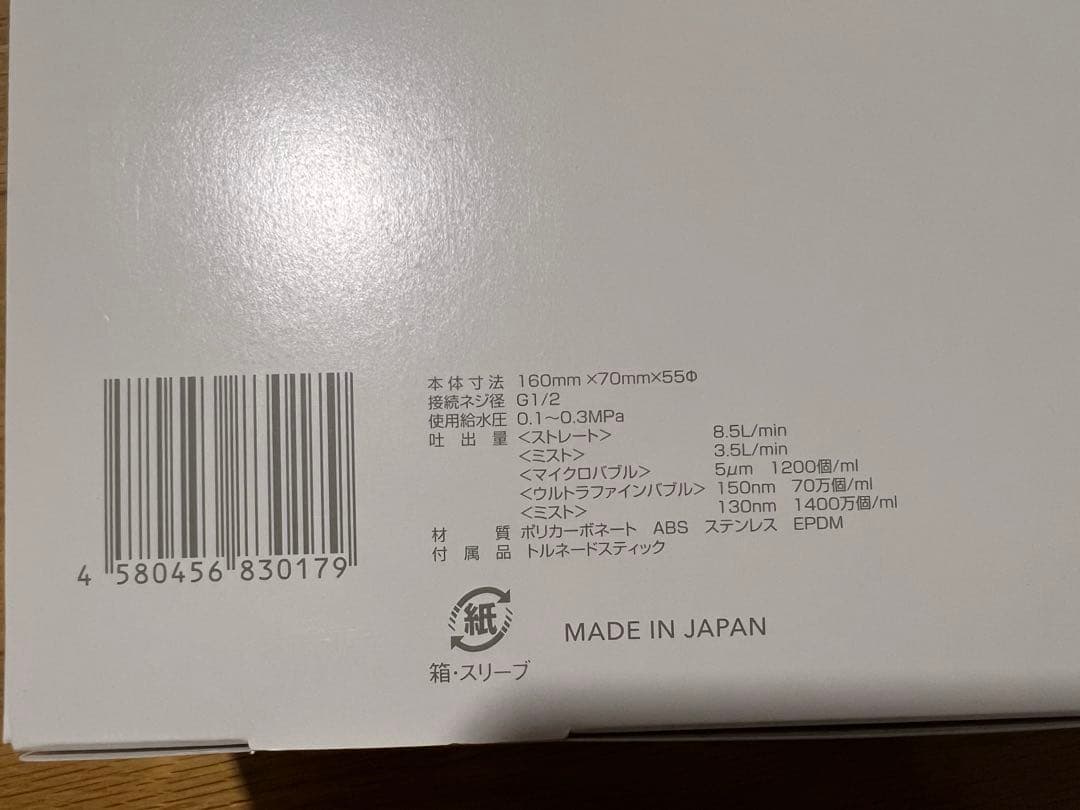 本体寸法 160mm×70mm×55Φ
接続ネジ径 G1/2
使用給水圧 0.1～0.3MPa
吐出量 <ストレート> 8.5L/min
<ミスト> 3.5L/min
<マイクロバブル> 5μm 1200個/ml
<ウルトラファインバブル> 150nm 70万個/ml
<ミスト> 130nm 1400万個/ml
材質 ポリカーボネート ABS ステンレス EPDM
付属品 トルネードスティック
4 580456 830179
紙
箱・スリーブ
MADE IN JAPAN